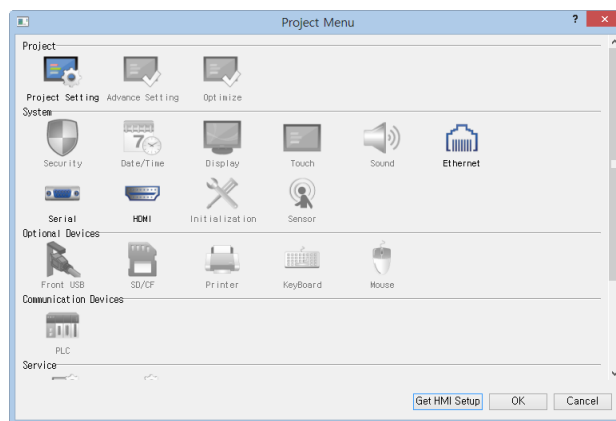 Project Menu
?
Project
Project Setting Advance Setting Optimize
System
7
Security Date/Time Display Touch Sound Ethernet
Serial HDMI Initialization Sensor
Optional Devices
Front USB SD/CF Printer KeyBoard Mouse
Communication Devices
PLC
Service
Get HMI Setup OK Cancel